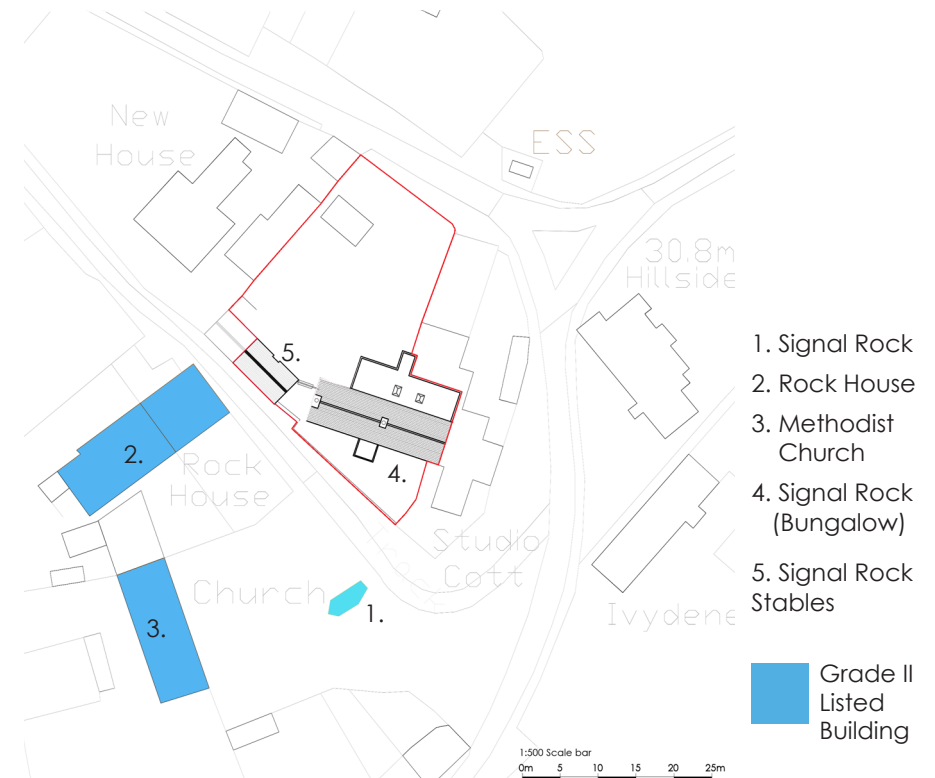 New
House
ESS
30.8m
Hillside
5.
2.
Rock
House
4.
Studio
Cott
Church
1.
Ivydene
3.
1. Signal Rock
2. Rock House
3. Methodist
Church
4. Signal Rock
(Bungalow)
5. Signal Rock
Stables
Grade II
Listed
Building
1:500 Scale bar
0m 5 10 15 20 25m